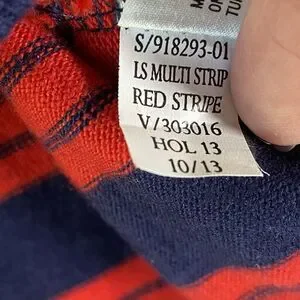 S/918293-01
LS MULTI STRIP
RED STRIPE
V/303016
HOL 13
10/13